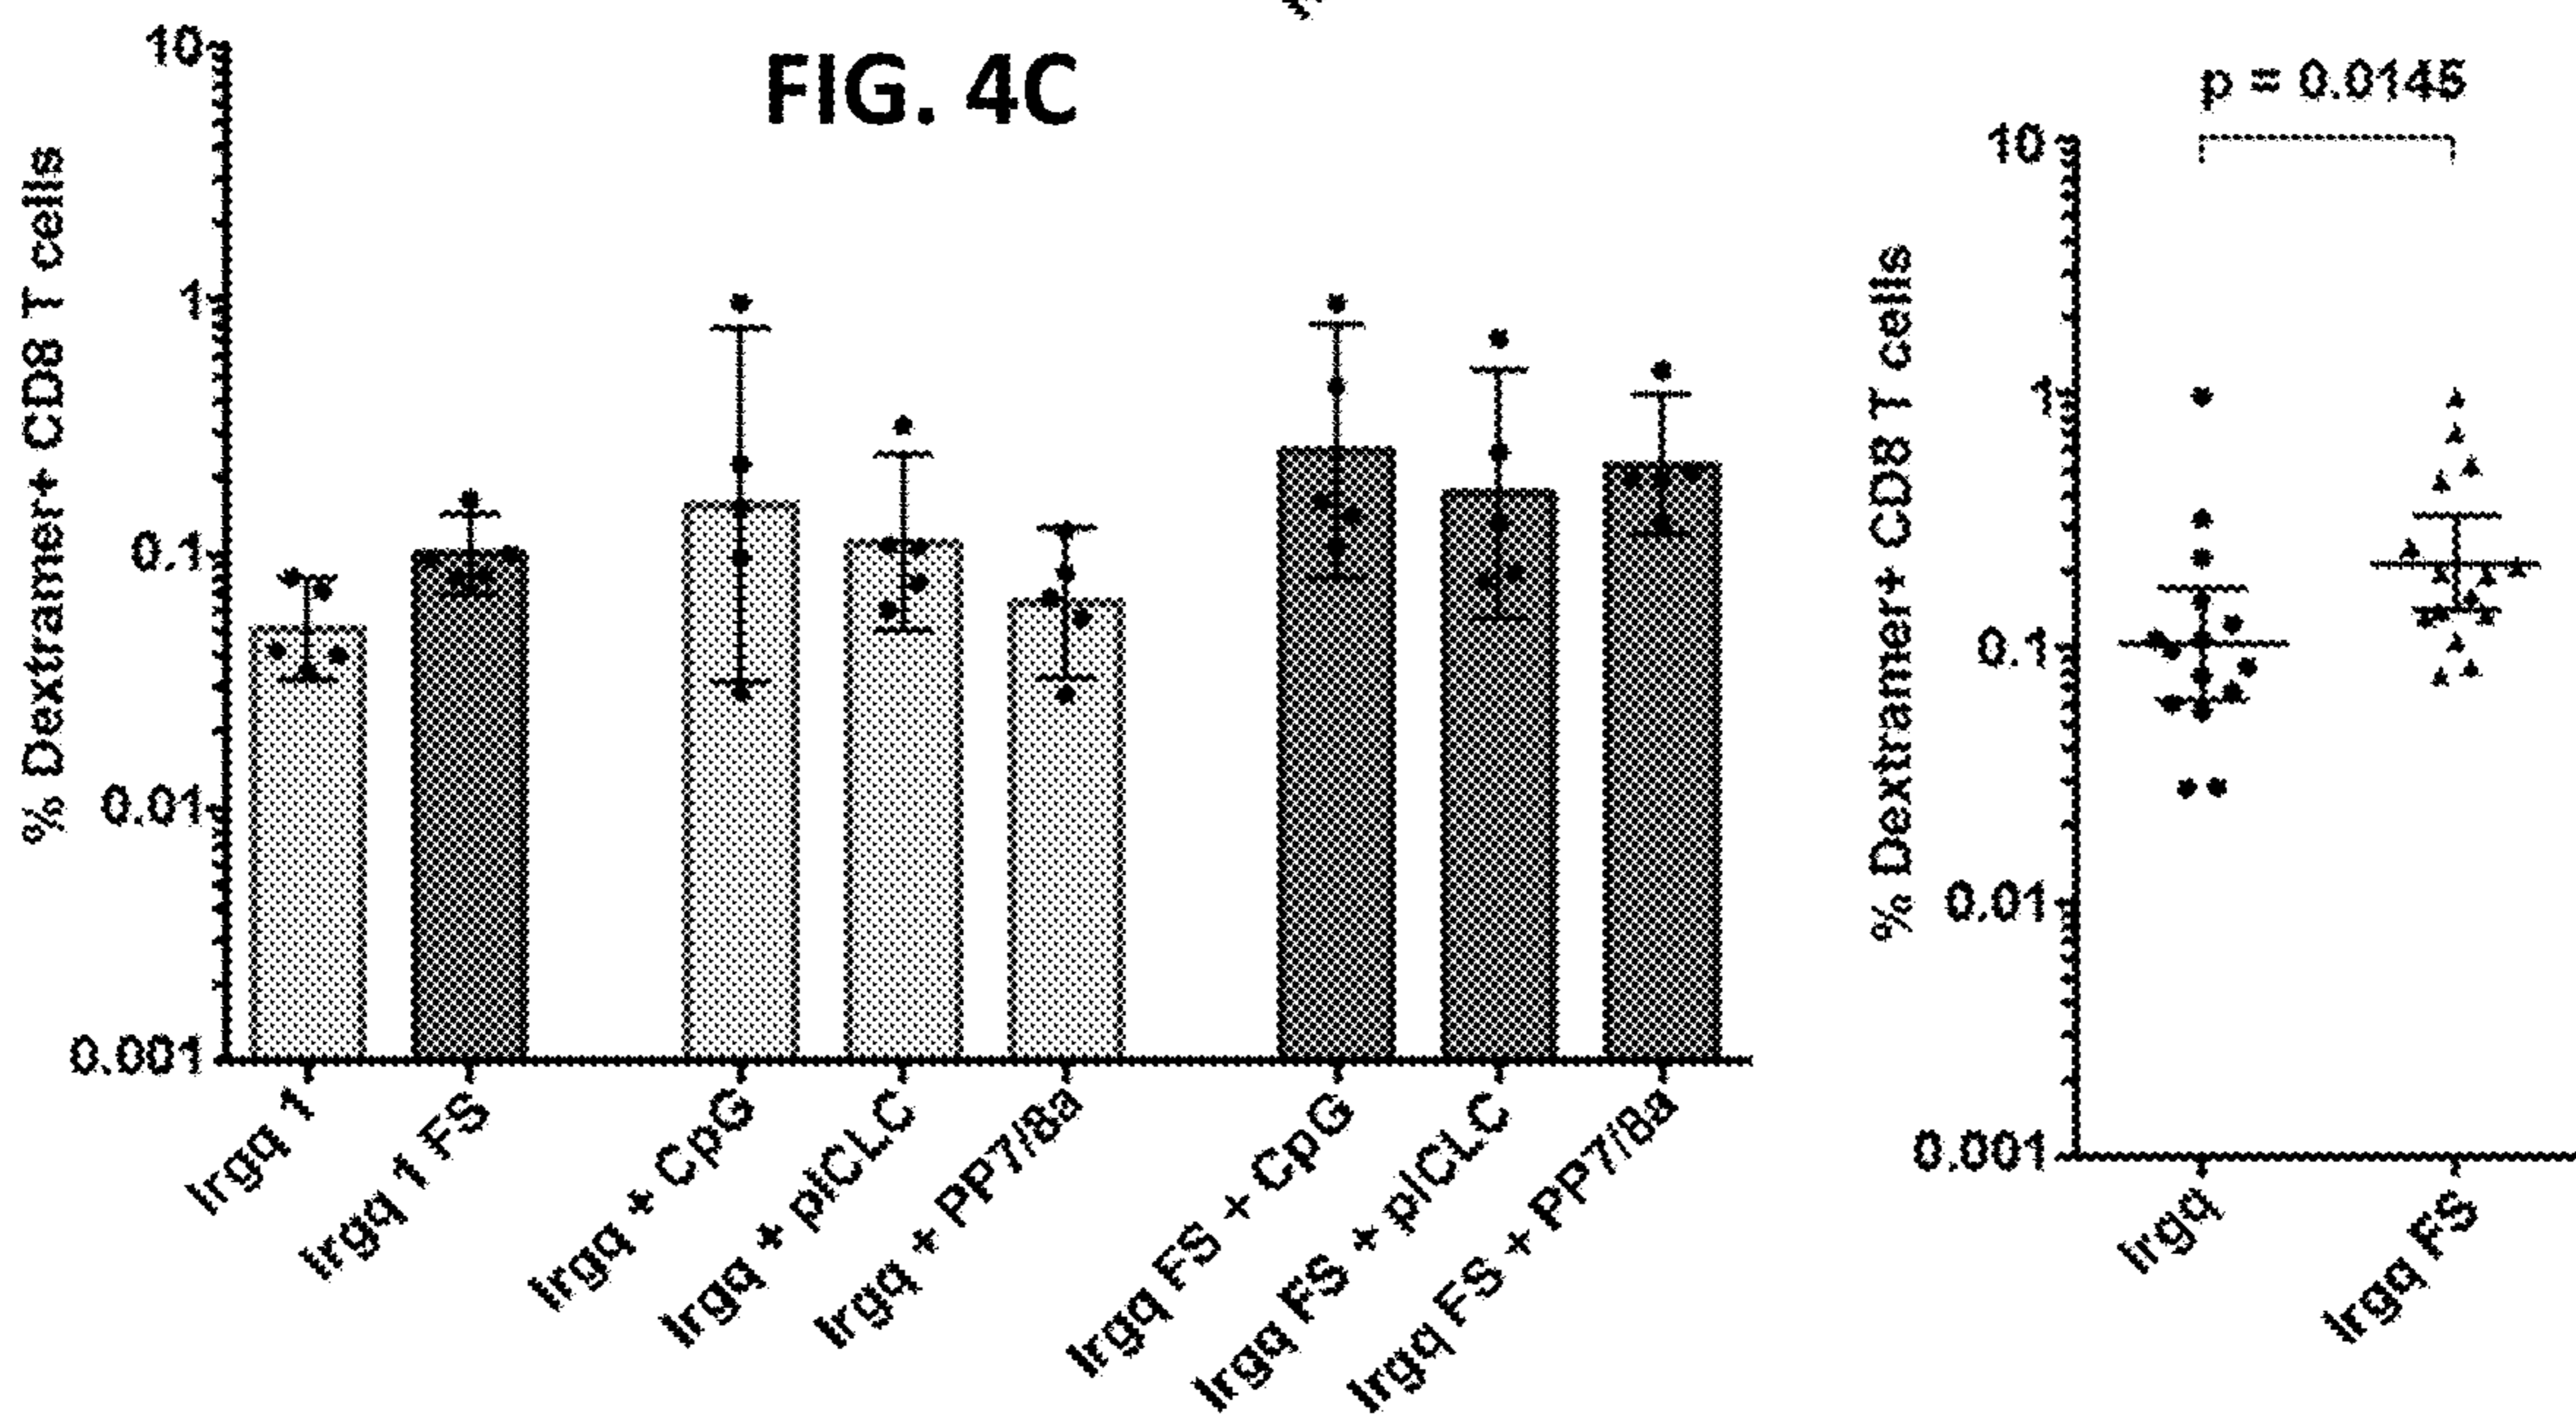 FIG. 4C
% Dextramer+ CD8 T cells
10
1
0.1
0.01
0.001
Irgq 1
Irgq 1 FS
Irgq + CpG
Irgq + pICLC
Irgq + PP7/8a
Irgq FS + CpG
Irgq FS + pICLC
Irgq FS + PP7/8a
p = 0.0145
% Dextramer+ CD8 T cells
10
1
0.1
0.01
0.001
Irgq
Irgq FS